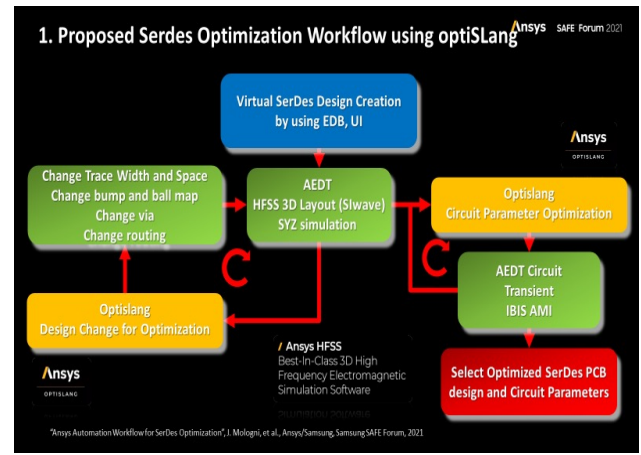 1. Proposed Serdes Optimization Workflow using optiSLang
Ansys SAFE Forum 2021
Virtual SerDes Design Creation
by using EDB, UI
Ansys
OPTISLANG
Change Trace Width and Space
Change bump and ball map
Change via
Change routing
AEDT
HFSS 3D Layout (SIwave)
SYZ simulation
Optislang
Circuit Parameter Optimization
AEDT Circuit
Transient
IBIS AMI
Optislang
Design Change for Optimization
Ansys HFSS
Best-In-Class 3D High
Frequency Electromagnetic
Simulation Software
Ansys
OPTISLANG
Select Optimized SerDes PCB
design and Circuit Parameters
"Ansys Automation Workflow for SerDes Optimization", J. Mologni, et al., Ansys/Samsung, Samsung SAFE Forum, 2021